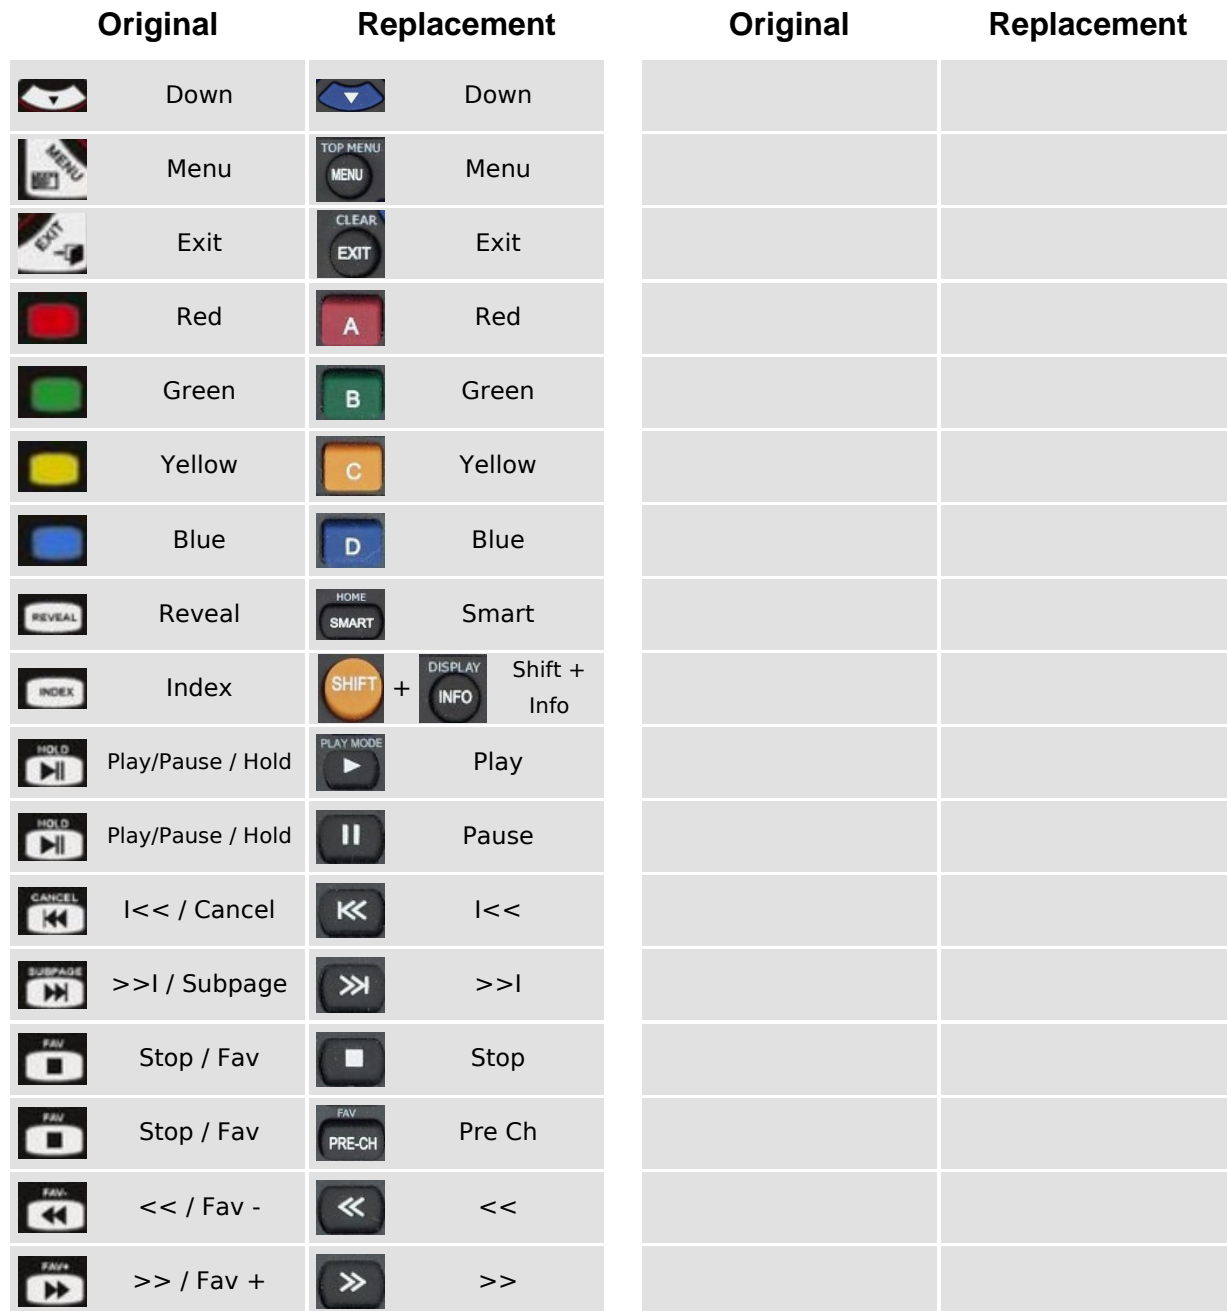 Original Replacement Original Replacement
Down Down
MENU Menu TOP MENU MENU Menu
EXIT Exit CLEAR EXIT Exit
Red A Red
Green B Green
Yellow C Yellow
Blue D Blue
REVEAL Reveal HOME SMART Smart
INDEX Index SHIFT + DISPLAY INFO Shift +
Info
HOLD Play/Pause / Hold PLAY MODE Play
HOLD Play/Pause / Hold Pause
CANCEL I<< / Cancel I<<
SUBPAGE >>I / Subpage >>I
FAV Stop / Fav Stop
FAV Stop / Fav FAV PRE-CH Pre Ch
FAV- << / Fav - <<
FAV+ >> / Fav + >>